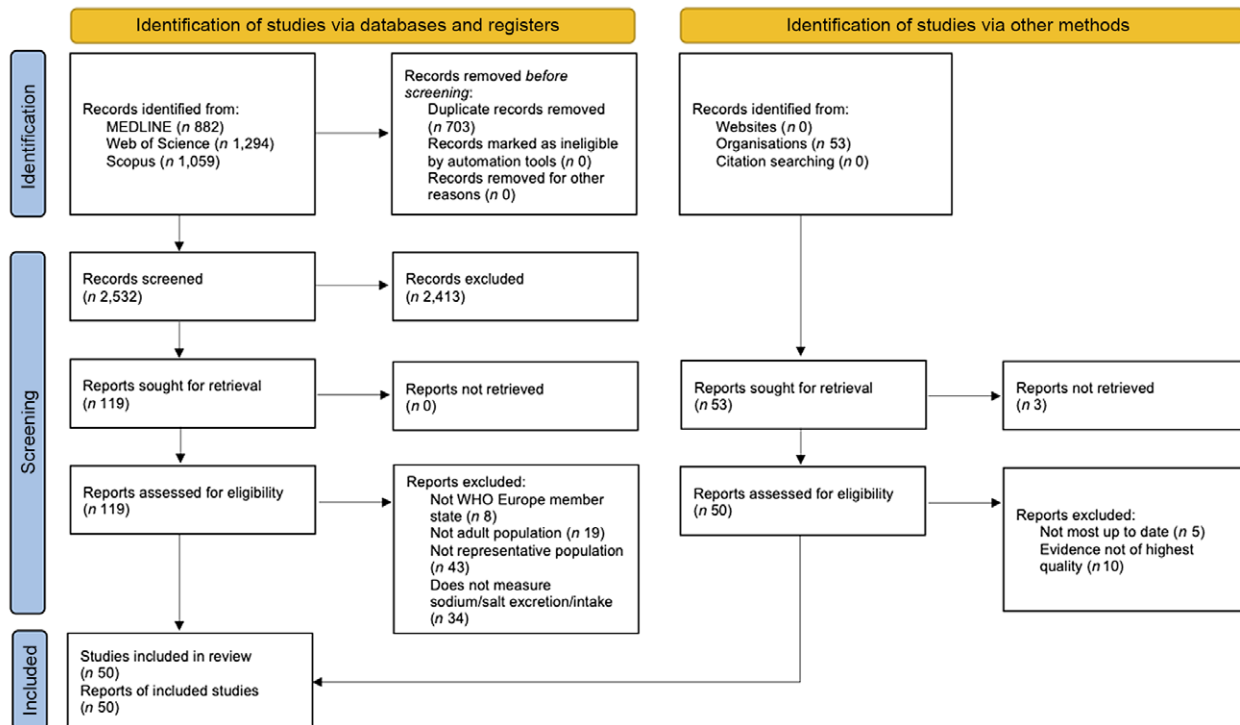 Identification of studies via databases and registers
Identification of studies via other methods
Identification
Records identified from:
MEDLINE (n 882)
Web of Science (n 1,294)
Scopus (n 1,059)
Records removed before
screening:
Duplicate records removed
(n 703)
Records marked as ineligible
by automation tools (n 0)
Records removed for other
reasons (n 0)
Records identified from:
Websites (n 0)
Organisations (n 53)
Citation searching (n 0)
Screening
Records screened
(n 2,532)
Records excluded
(n 2,413)
Reports sought for retrieval
(n 119)
Reports not retrieved
(n 0)
Reports sought for retrieval
(n 53)
Reports not retrieved
(n 3)
Reports assessed for eligibility
(n 119)
Reports excluded:
Not WHO Europe member
state (n 8)
Not adult population (n 19)
Not representative population
(n 43)
Does not measure
sodium/salt excretion/intake
(n 34)
Reports assessed for eligibility
(n 50)
Reports excluded:
Not most up to date (n 5)
Evidence not of highest
quality (n 10)
Included
Studies included in review
(n 50)
Reports of included studies
(n 50)